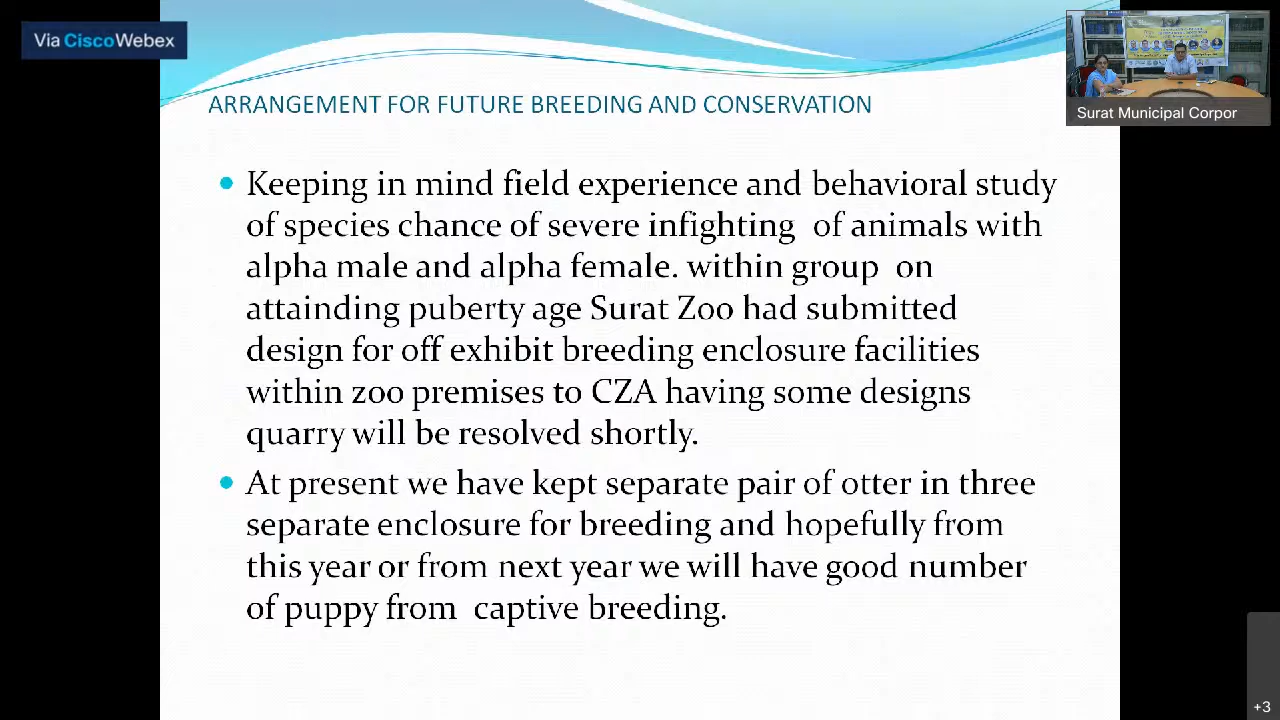 Via CiscoWebex
Surat Municipal Corpor
ARRANGEMENT FOR FUTURE BREEDING AND CONSERVATION
Keeping in mind field experience and behavioral study
of species chance of severe infighting of animals with
alpha male and alpha female. within group on
attainding puberty age Surat Zoo had submitted
design for off exhibit breeding enclosure facilities
within zoo premises to CZA having some designs
quarry will be resolved shortly.
At present we have kept separate pair of otter in three
separate enclosure for breeding and hopefully from
this year or from next year we will have good number
of puppy from captive breeding.
+3